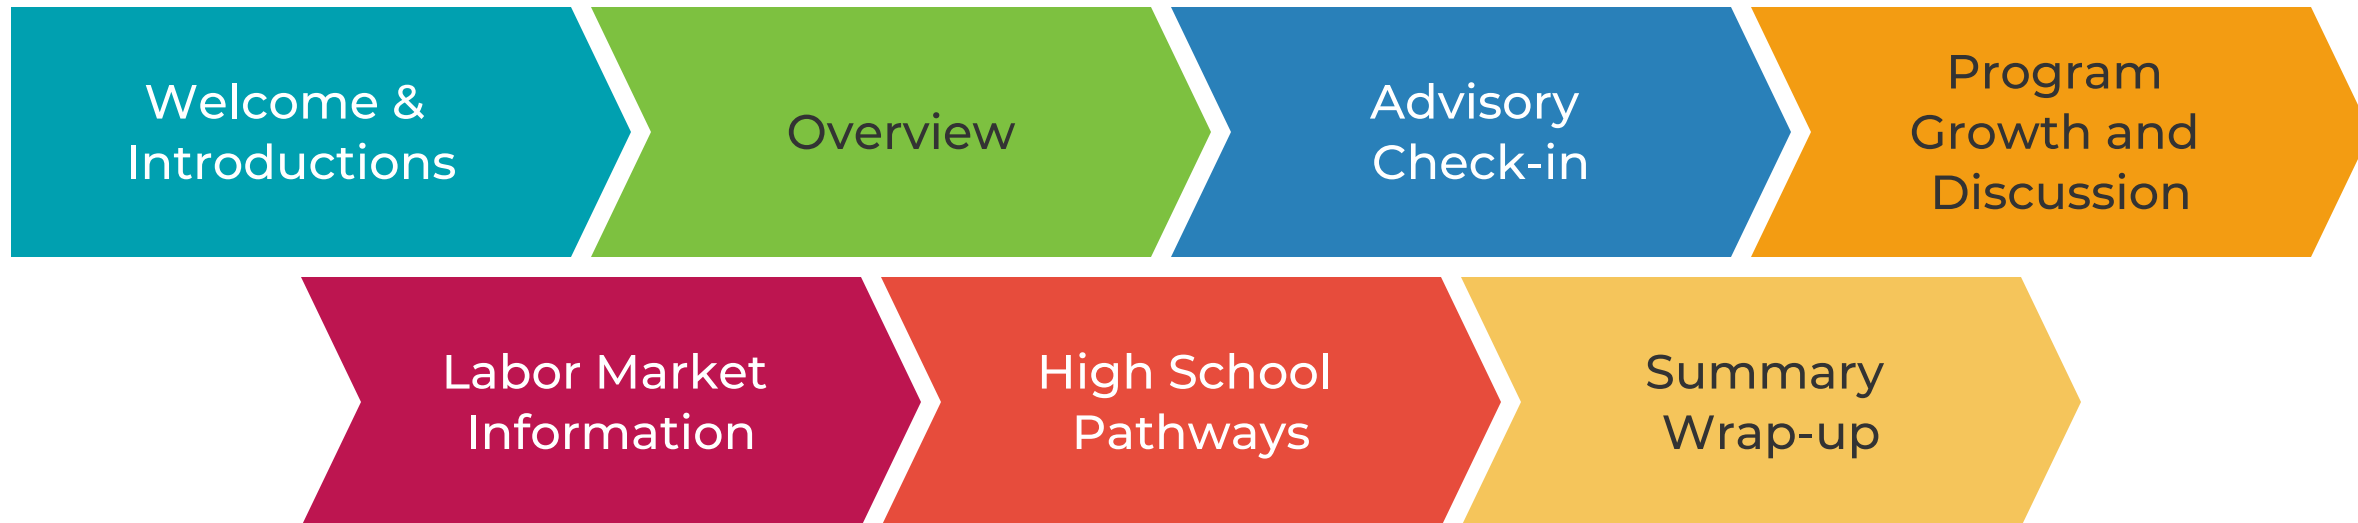 Welcome &
Introductions
Overview
Advisory
Check-in
Program
Growth and
Discussion
Labor Market
Information
High School
Pathways
Summary
Wrap-up